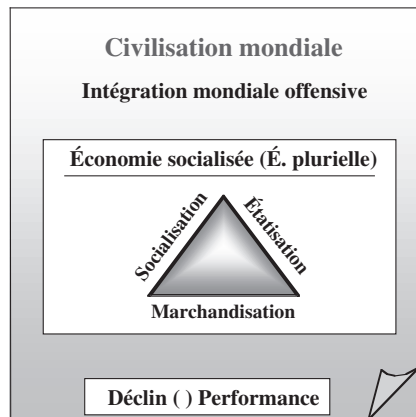 Civilisation mondiale
Intégration mondiale offensive
Économie socialisée (É. plurielle)
Socialisation
Étatisation
Marchandisation
Déclin ( ) Performance